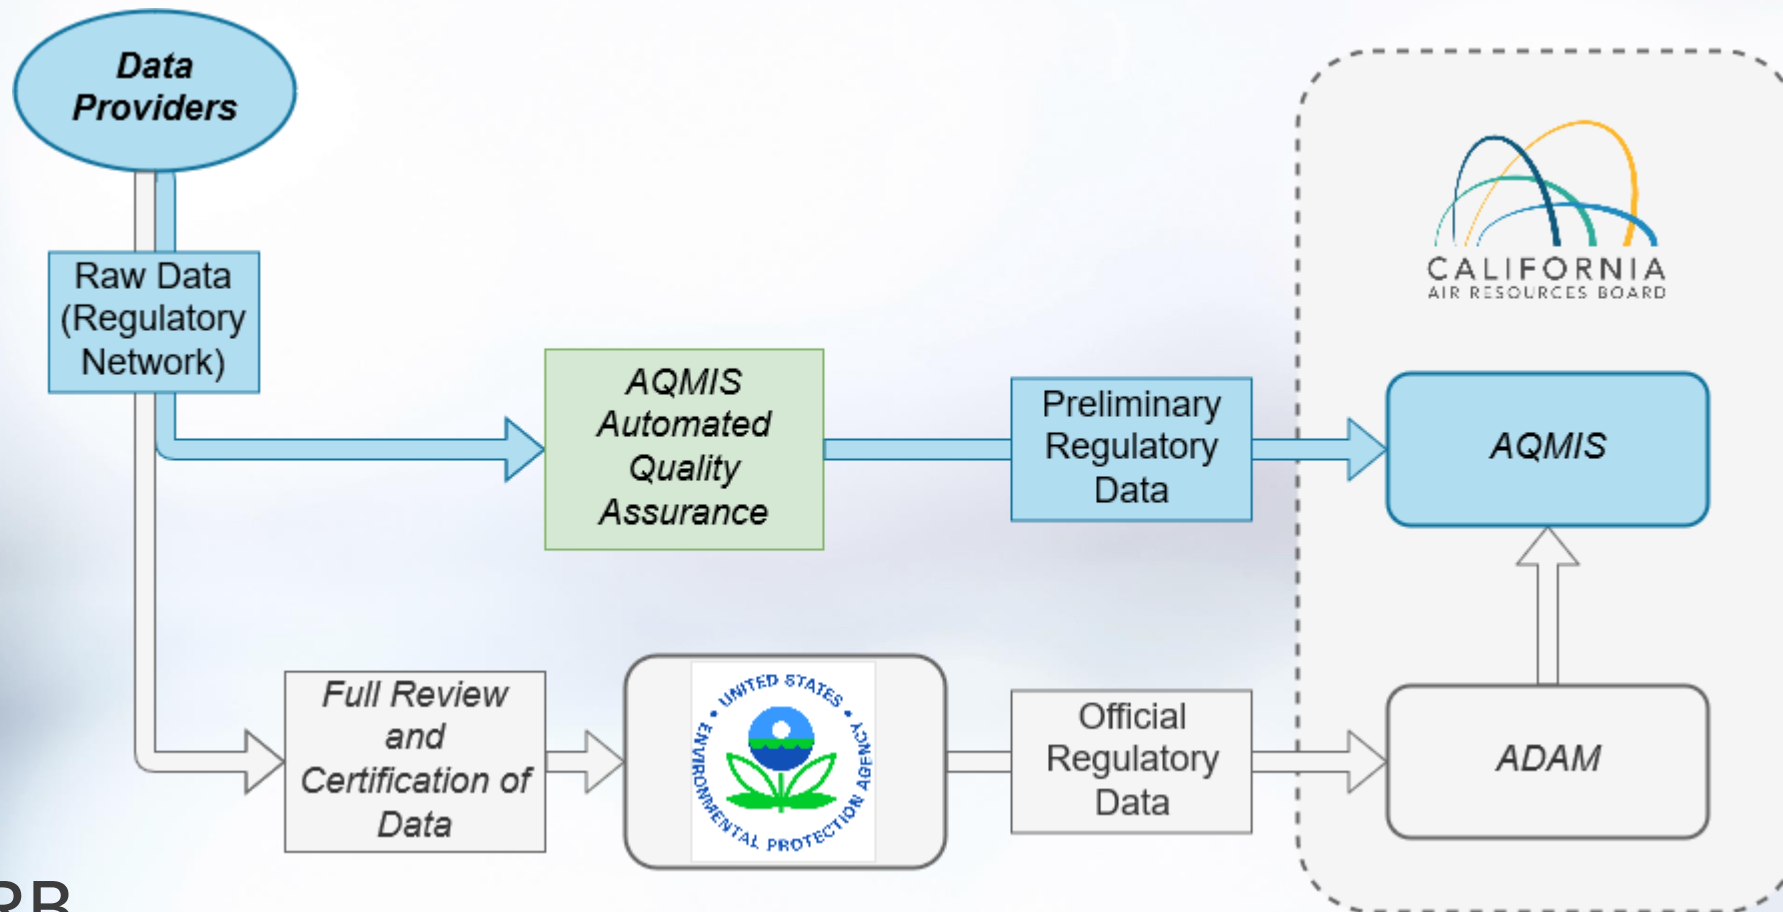 Data
Providers
Raw Data
(Regulatory
Network)
AQMIS
Automated
Quality
Assurance
Preliminary
Regulatory
Data
CALIFORNIA
AIR RESOURCES BOARD
AQMIS
Full Review
and
Certification of
Data
UNITED STATES
ENVIRONMENTAL PROTECTION AGENCY
Official
Regulatory
Data
ADAM
RB